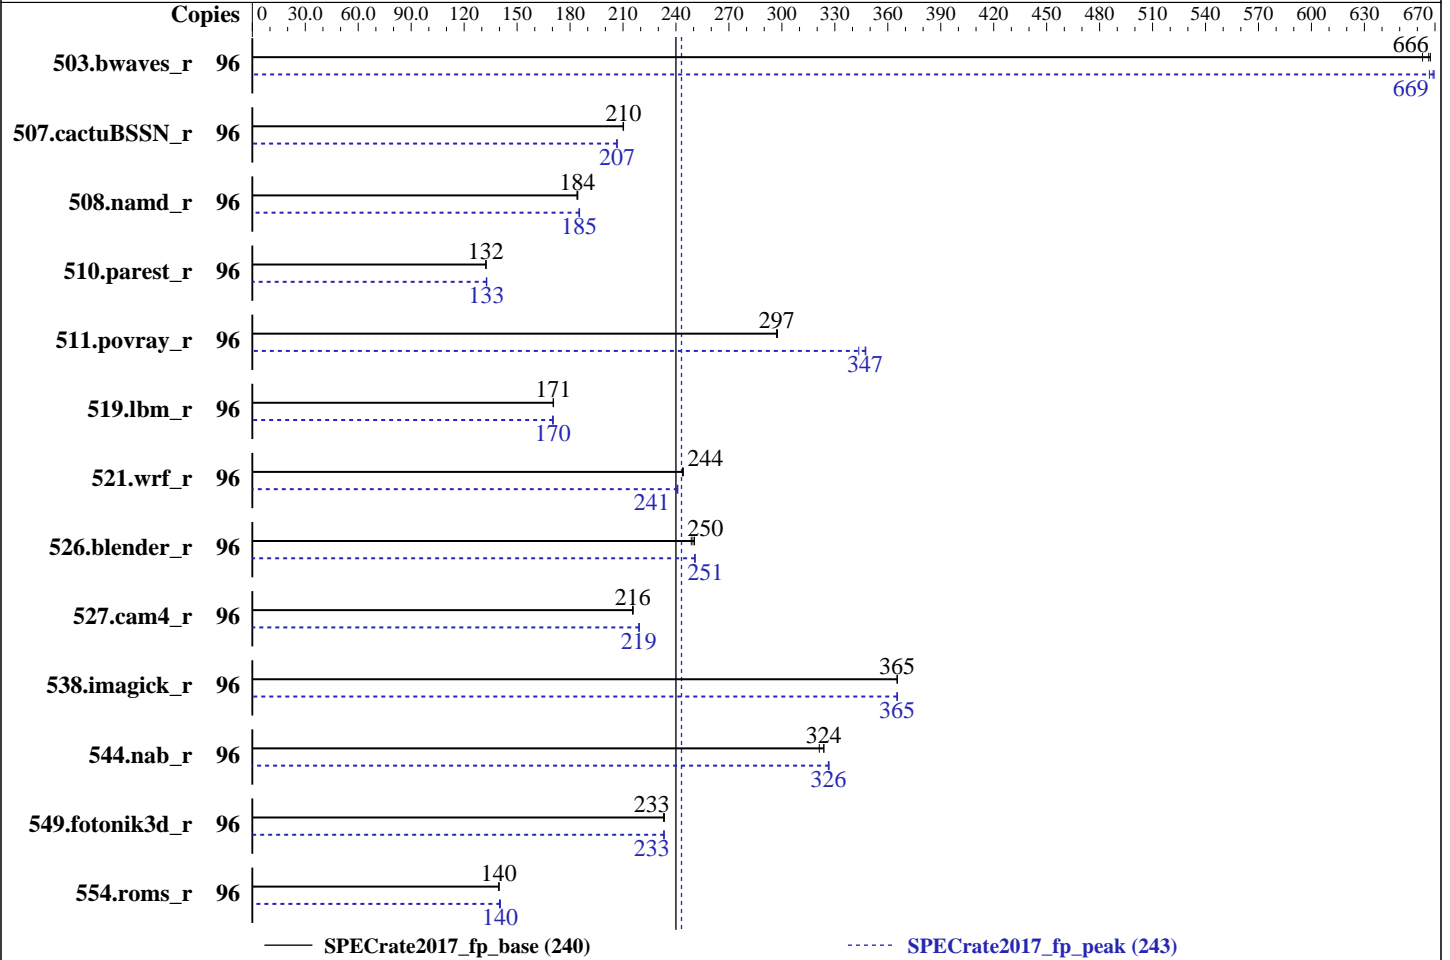 Copies 0 30.0 60.0 90.0 120 150 180 210 240 270 300 330 360 390 420 450 480 510 540 570 600 630 670
503.bwaves_r 96 666
669
507.cactuBSSN_r 96 210
207
508.namd_r 96 184
185
510.parest_r 96 132
133
511.povray_r 96 297
347
519.lbm_r 96 171
170
521.wrf_r 96 244
241
526.blender_r 96 250
251
527.cam4_r 96 216
219
538.imagick_r 96 365
365
544.nab_r 96 324
326
549.fotonik3d_r 96 233
233
554.roms_r 96 140
140
SPECrate2017_fp_base (240) SPECrate2017_fp_peak (243)